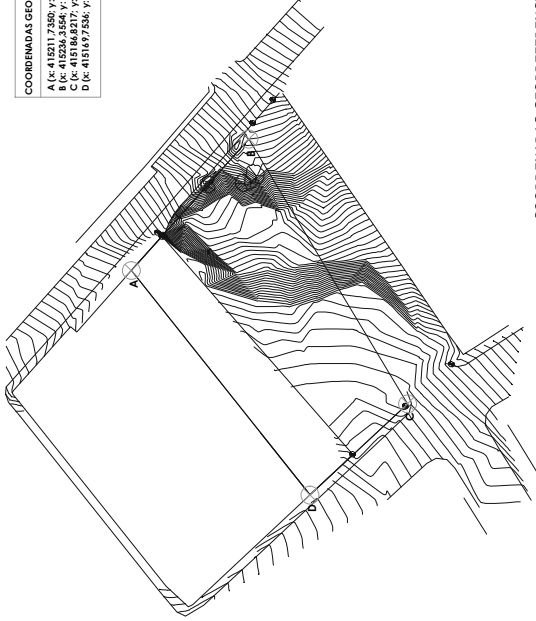 COORDENADAS GEO
A (x: 415211,7350; y:
B (x: 415236,3554; y:
C (x: 415186,8217; y:
D (x: 415169,7536; y:
A
B
C
D